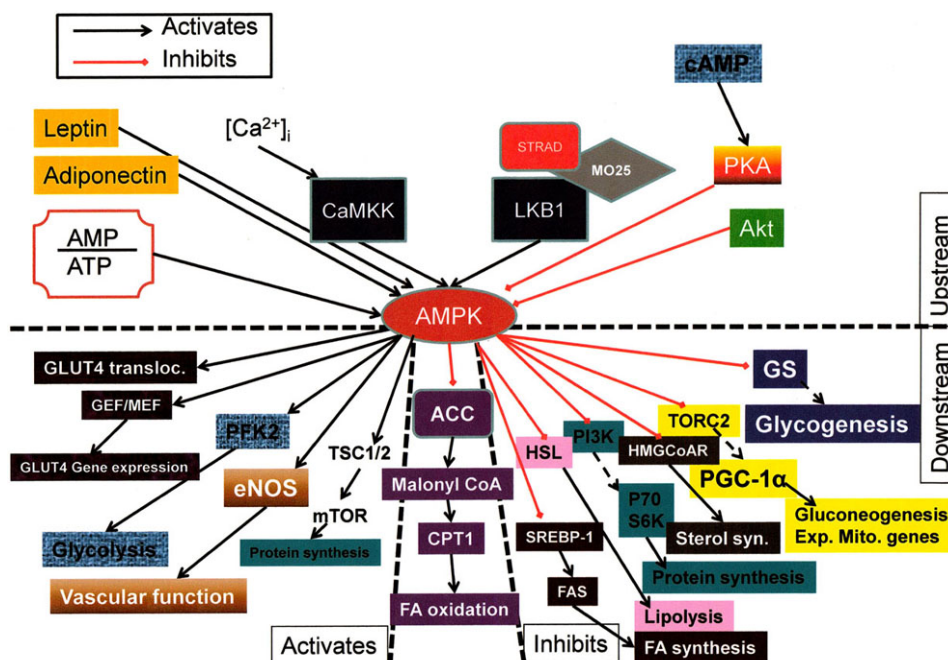 Activates
Inhibits
cAMP
Leptin
[Ca²⁺]ᵢ
STRAD
Adiponectin
MO25
PKA
CaMKK
LKB1
AMP
ATP
Akt
Upstream
AMPK
Downstream
GLUT4 transloc.
GS
GEF/MEF
ACC
TORC2
Glycogenesis
PFK2
PI3K
HMGCoAR
TSC1/2
HSL
GLUT4 Gene expression
PGC-1α
eNOS
Malonyl CoA
P70
S6K
mTOR
Gluconeogenesis
Exp. Mito. genes
Glycolysis
Protein synthesis
CPT1
SREBP-1
Sterol syn.
Protein synthesis
Vascular function
FAS
FA oxidation
Lipolysis
Activates
Inhibits
FA synthesis